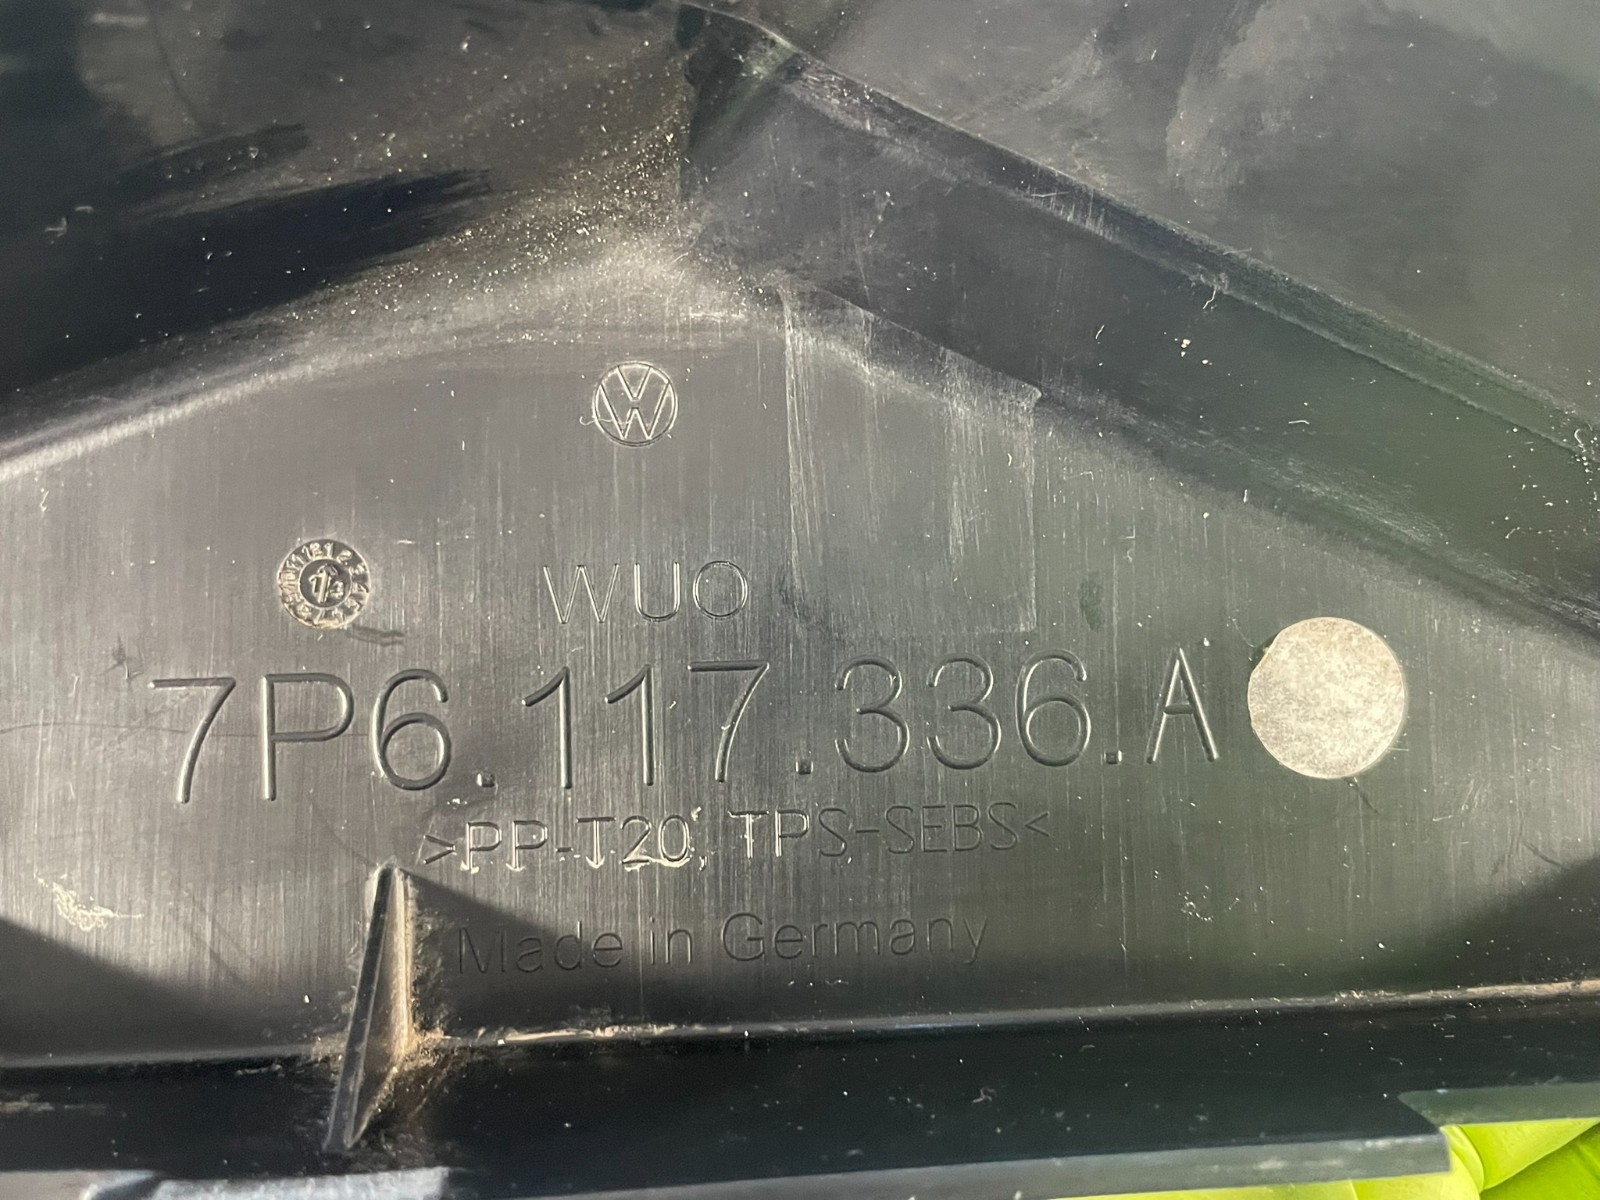 WUO
7P6.117.336.A
>PP-T20, TPS-SEBS<
Made in Germany